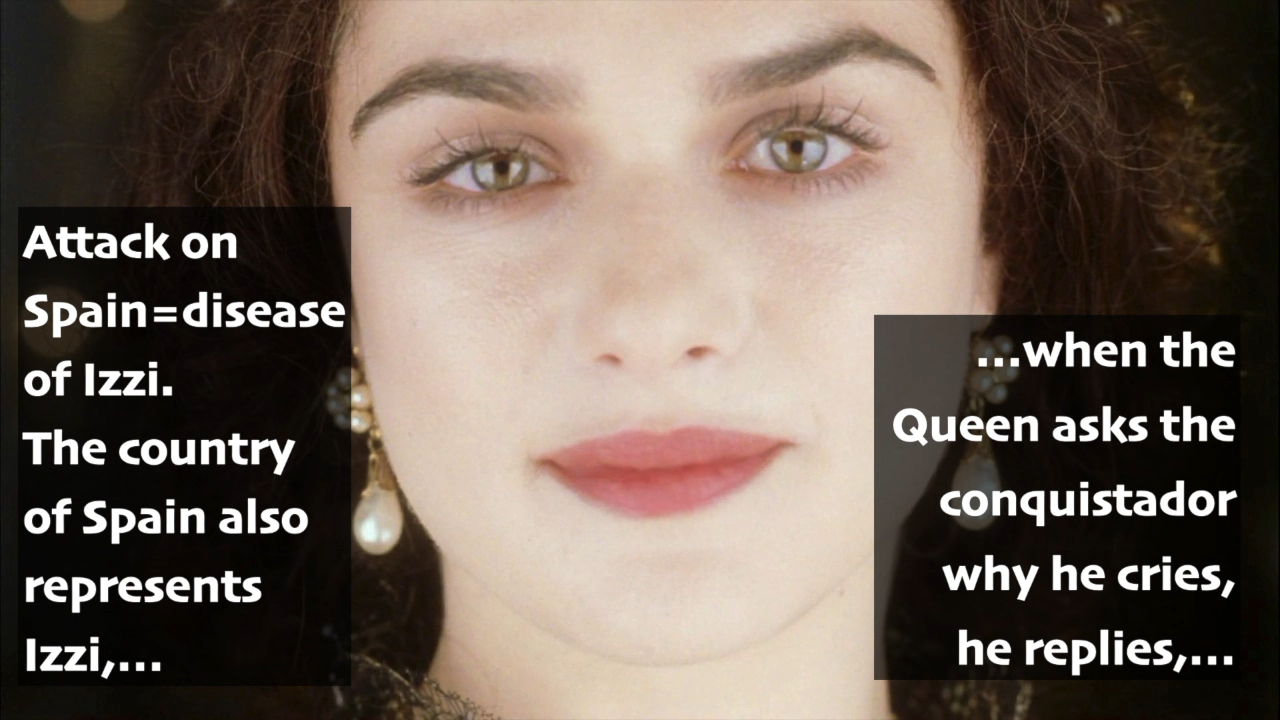 Attack on
Spain=disease
of Izzi.
The country
of Spain also
represents
Izzi,...
...when the
Queen asks the
conquistador
why he cries,
he replies,...